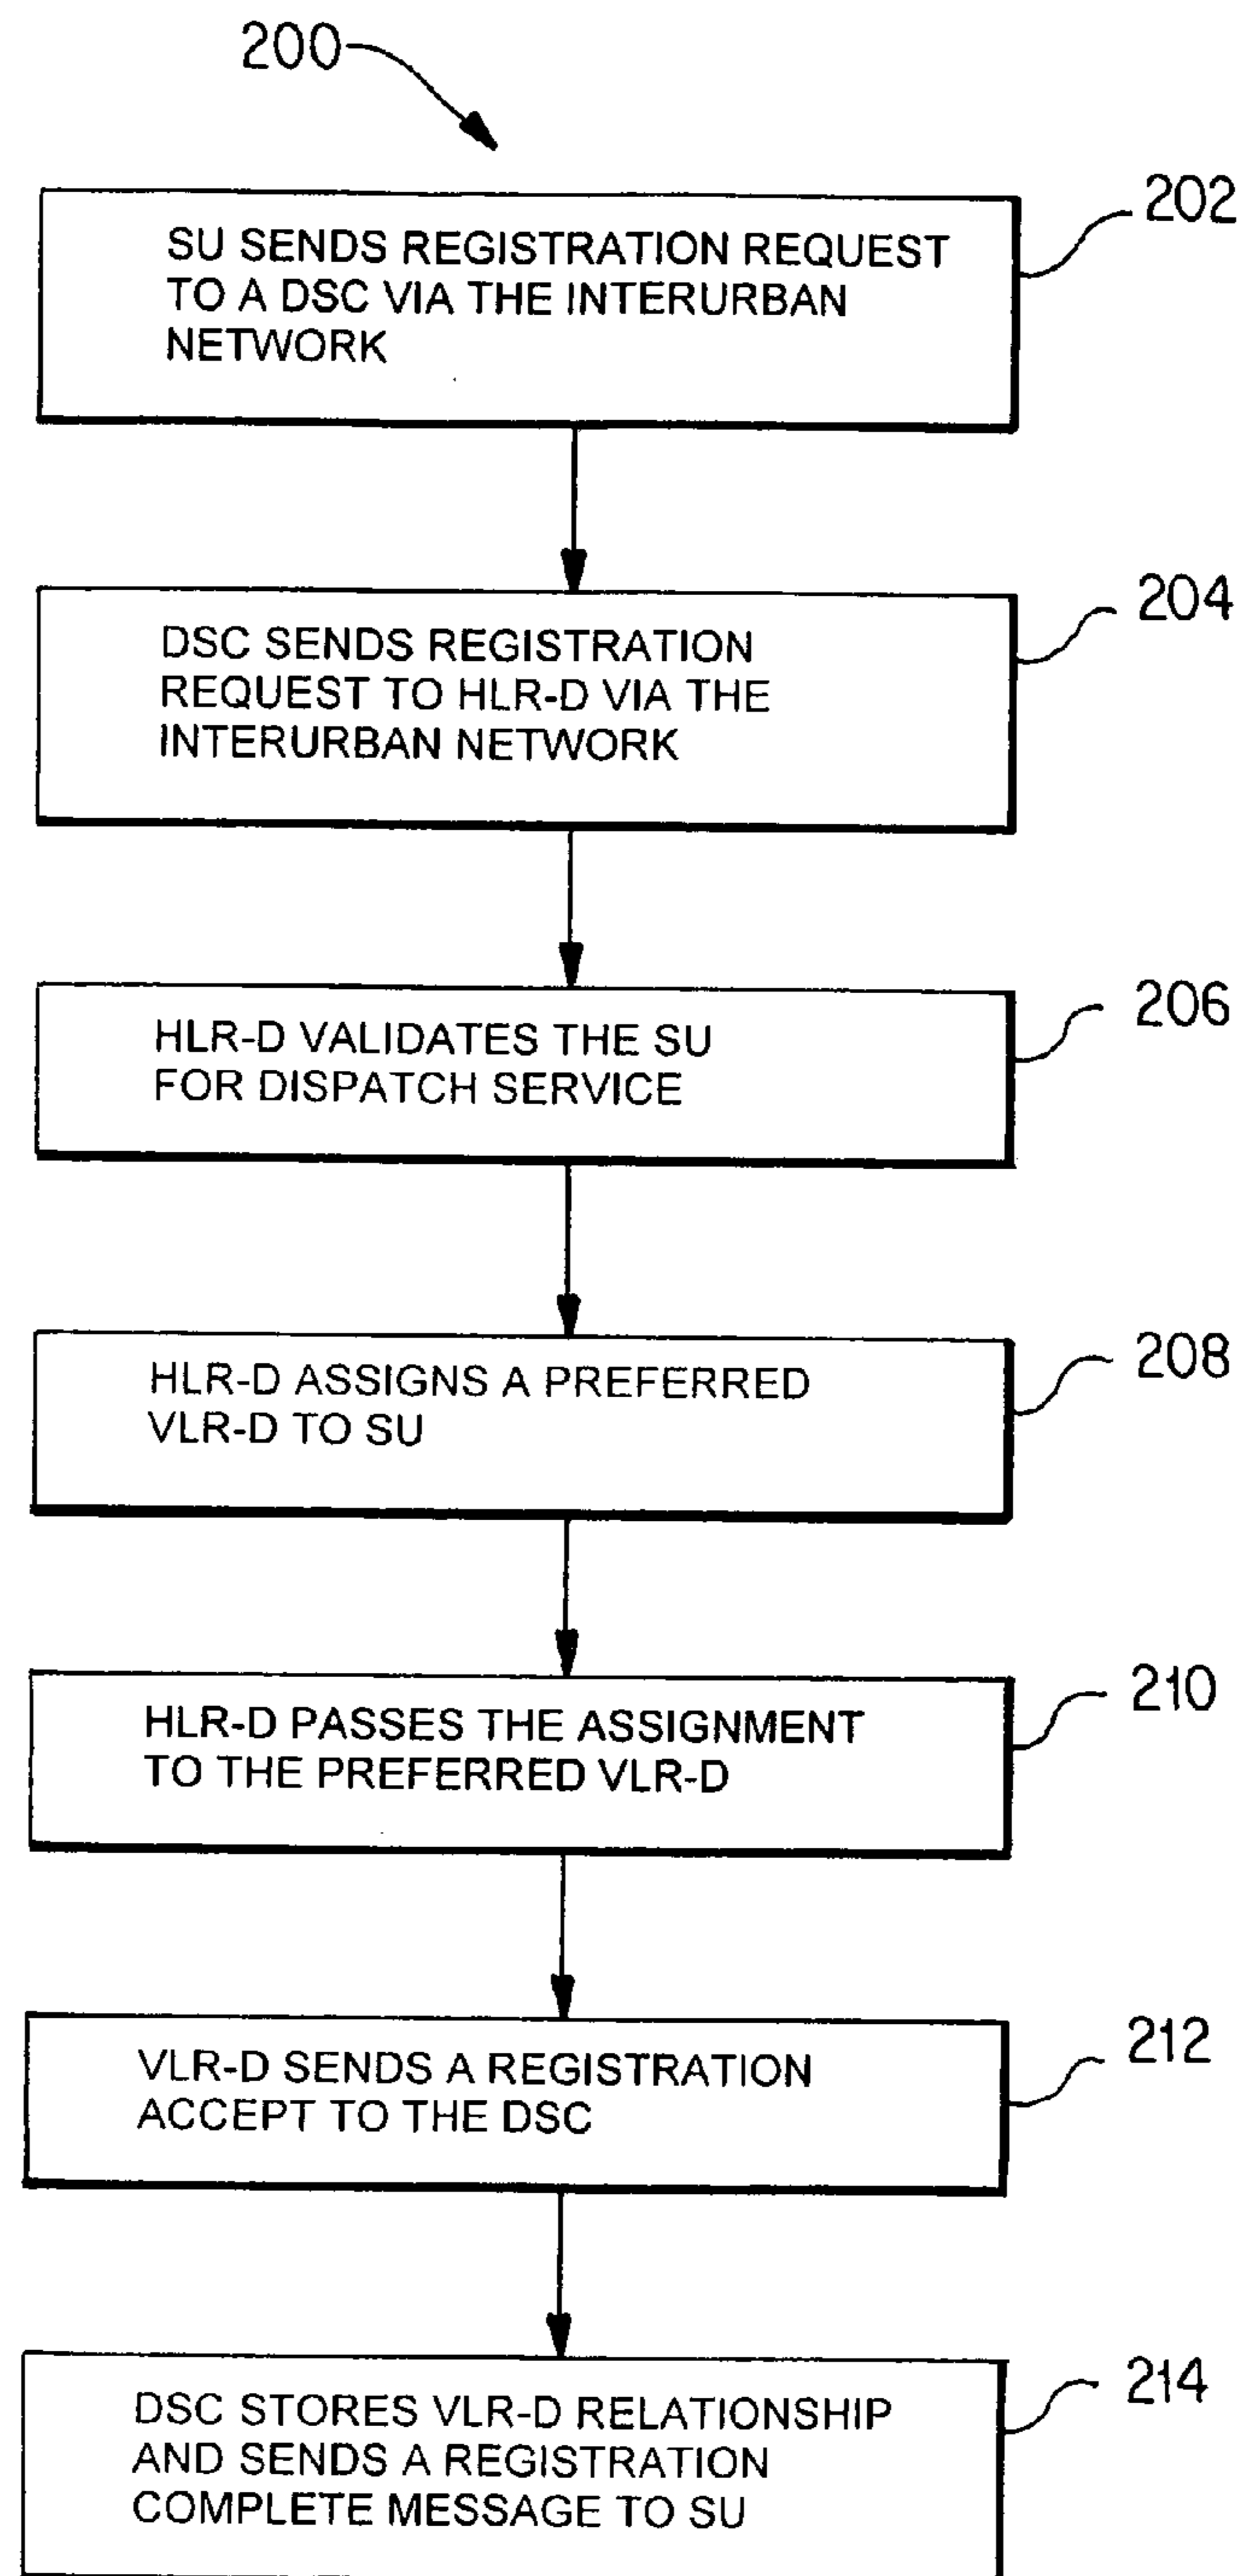 200
202
SU SENDS REGISTRATION REQUEST
TO A DSC VIA THE INTERURBAN
NETWORK
204
DSC SENDS REGISTRATION
REQUEST TO HLR-D VIA THE
INTERURBAN NETWORK
206
HLR-D VALIDATES THE SU
FOR DISPATCH SERVICE
208
HLR-D ASSIGNS A PREFERRED
VLR-D TO SU
210
HLR-D PASSES THE ASSIGNMENT
TO THE PREFERRED VLR-D
212
VLR-D SENDS A REGISTRATION
ACCEPT TO THE DSC
214
DSC STORES VLR-D RELATIONSHIP
AND SENDS A REGISTRATION
COMPLETE MESSAGE TO SU